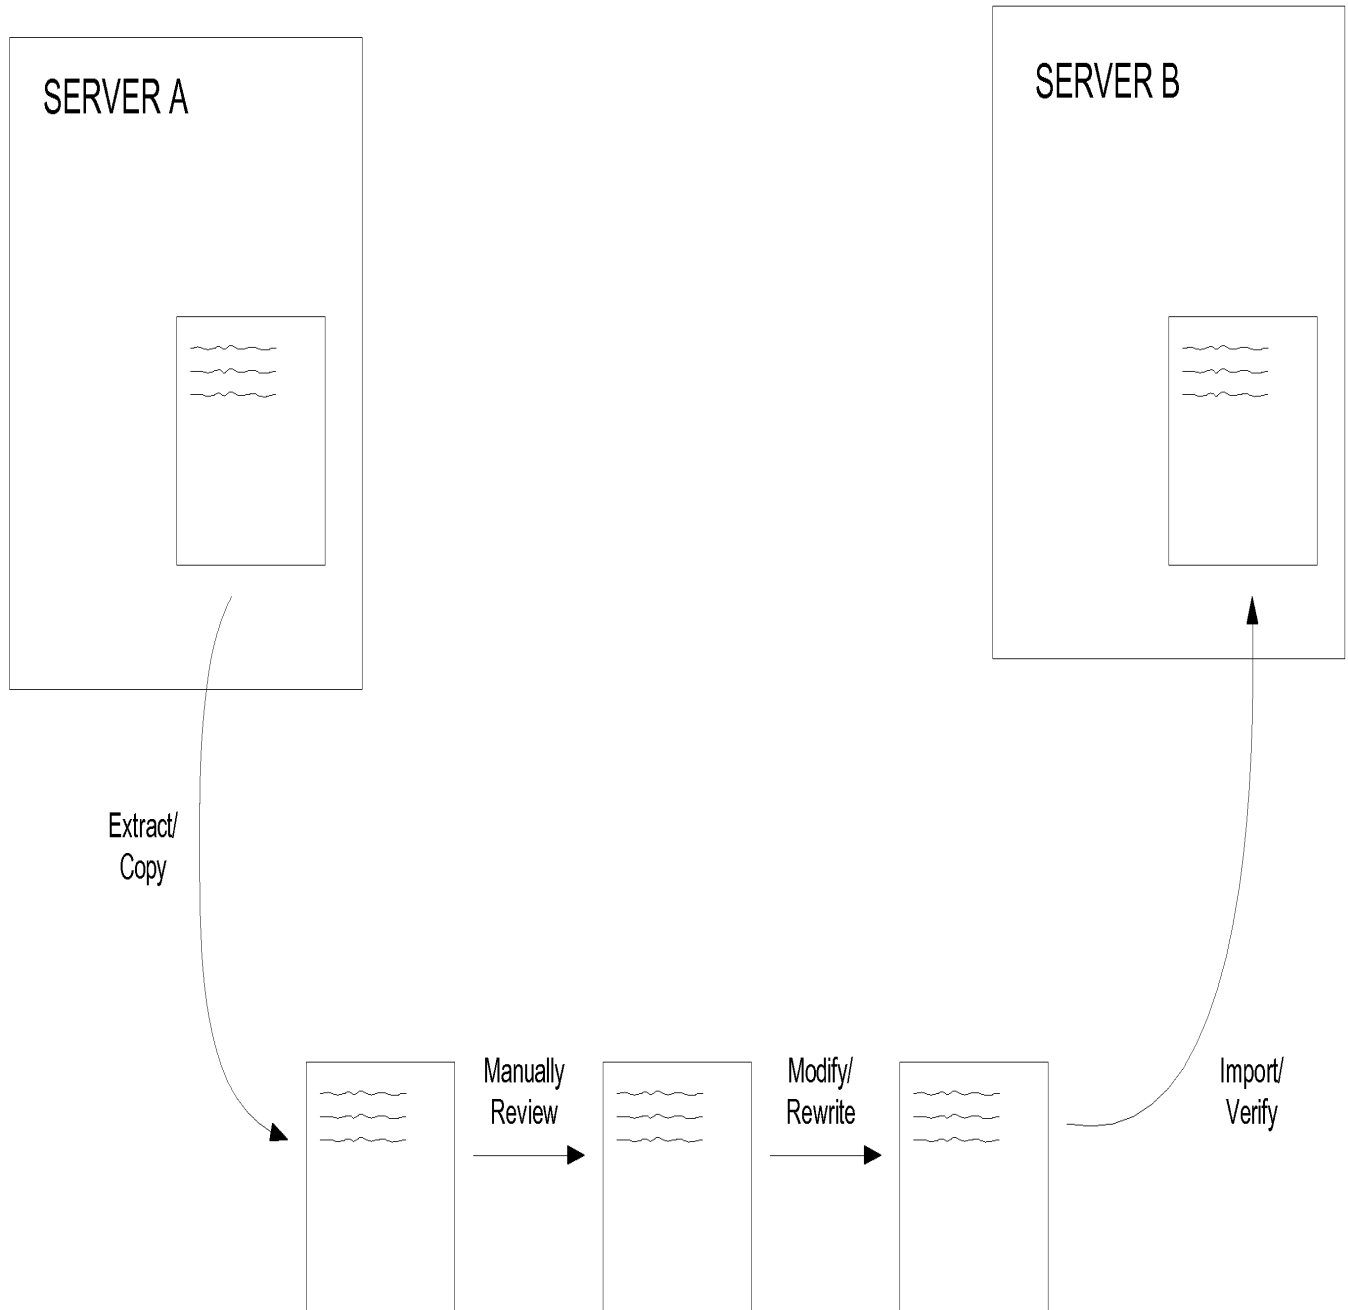 SERVER A
SERVER B
Extract/
Copy
Manually
Review
Modify/
Rewrite
Import/
Verify